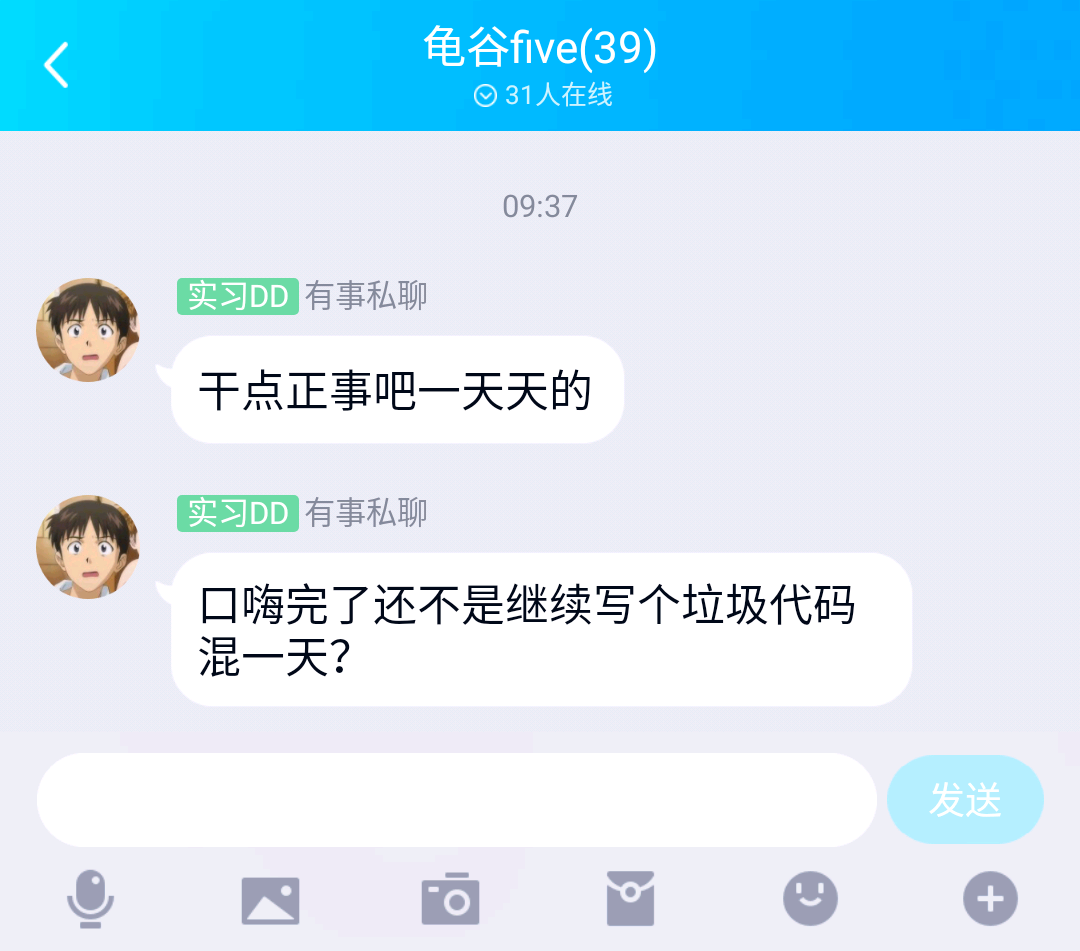 龟谷five(39)
31人在线
09:37
实习DD 有事私聊
干点正事吧一天天的
实习DD 有事私聊
口嗨完了还不是继续写个垃圾代码
混一天?
发送